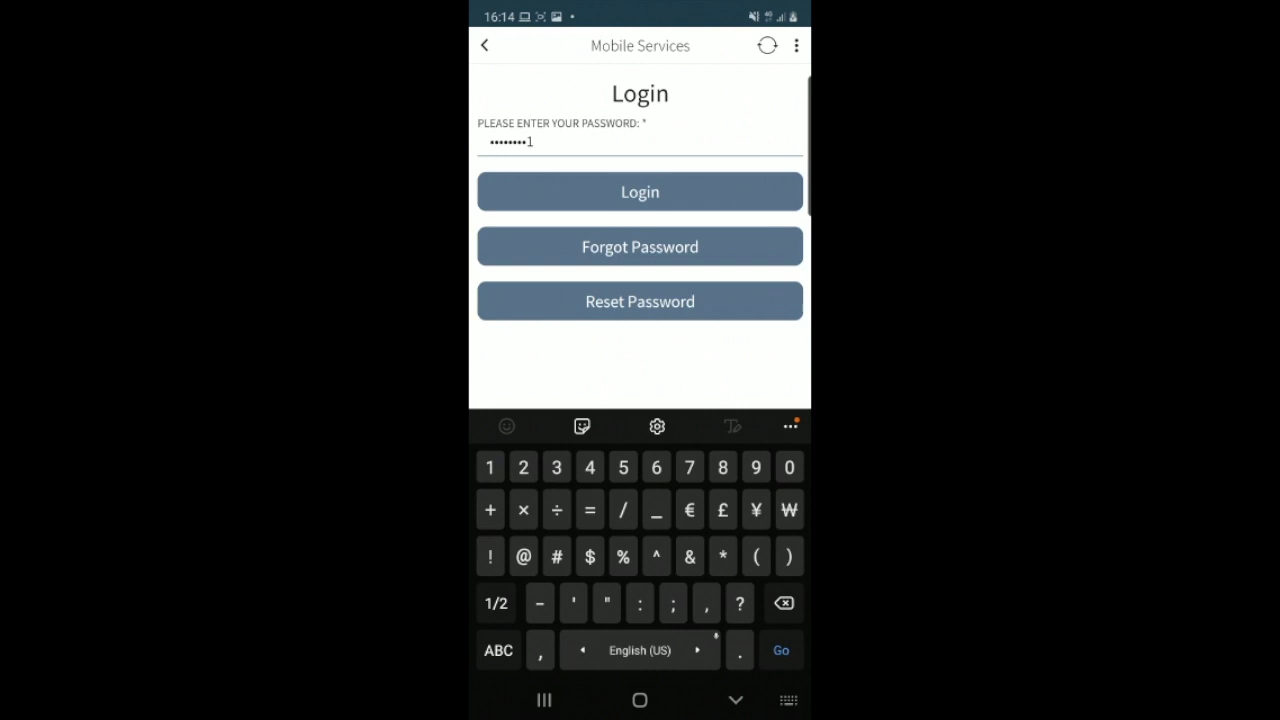 16:14
Mobile Services
Login
PLEASE ENTER YOUR PASSWORD: *
••••••••1
Login
Forgot Password
Reset Password
1 2 3 4 5 6 7 8 9 0
+ × ÷ = / _ € £ ¥ ₩
! @ # $ % ^ & * ( )
1/2 - ' " : ; , ?
ABC , English (US) . Go